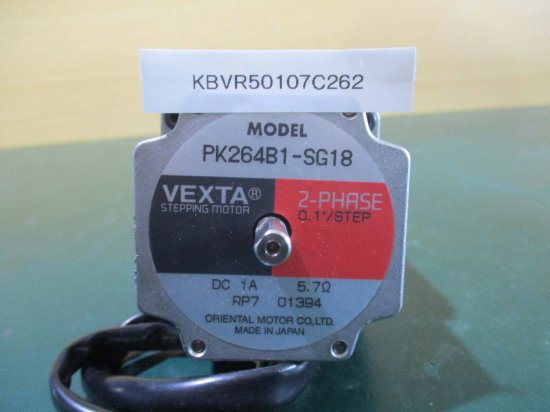 KBVR50107C262
MODEL
PK264B1-SG18
VEXTA®
STEPPING MOTOR
2-PHASE
0.1°/STEP
DC 1A 5.7Ω
RP7 01394
ORIENTAL MOTOR CO.,LTD.
MADE IN JAPAN